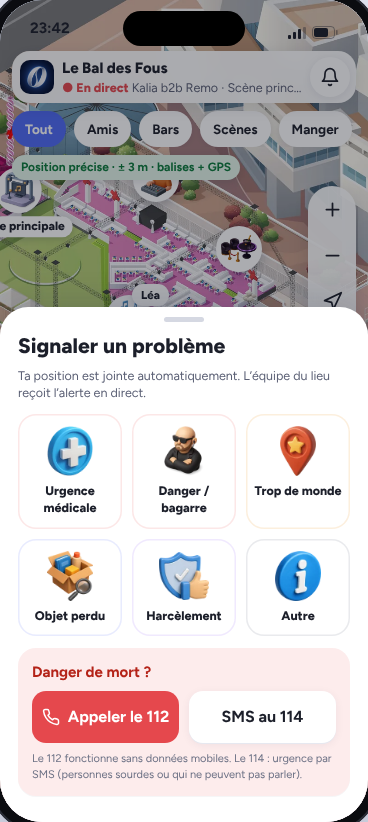 23:42
Le Bal des Fous
En direct Kalia b2b Remo · Scène princ...
Tout
Amis
Bars
Scènes
Manger
Position précise · ± 3 m · balises + GPS
e principale
Léa
Signaler un problème
Ta position est jointe automatiquement. L'équipe du lieu
reçoit l'alerte en direct.
Urgence
médicale
Danger /
bagarre
Trop de monde
Objet perdu
Harcèlement
Autre
Danger de mort ?
Appeler le 112
SMS au 114
Le 112 fonctionne sans données mobiles. Le 114 : urgence par
SMS (personnes sourdes ou qui ne peuvent pas parler).